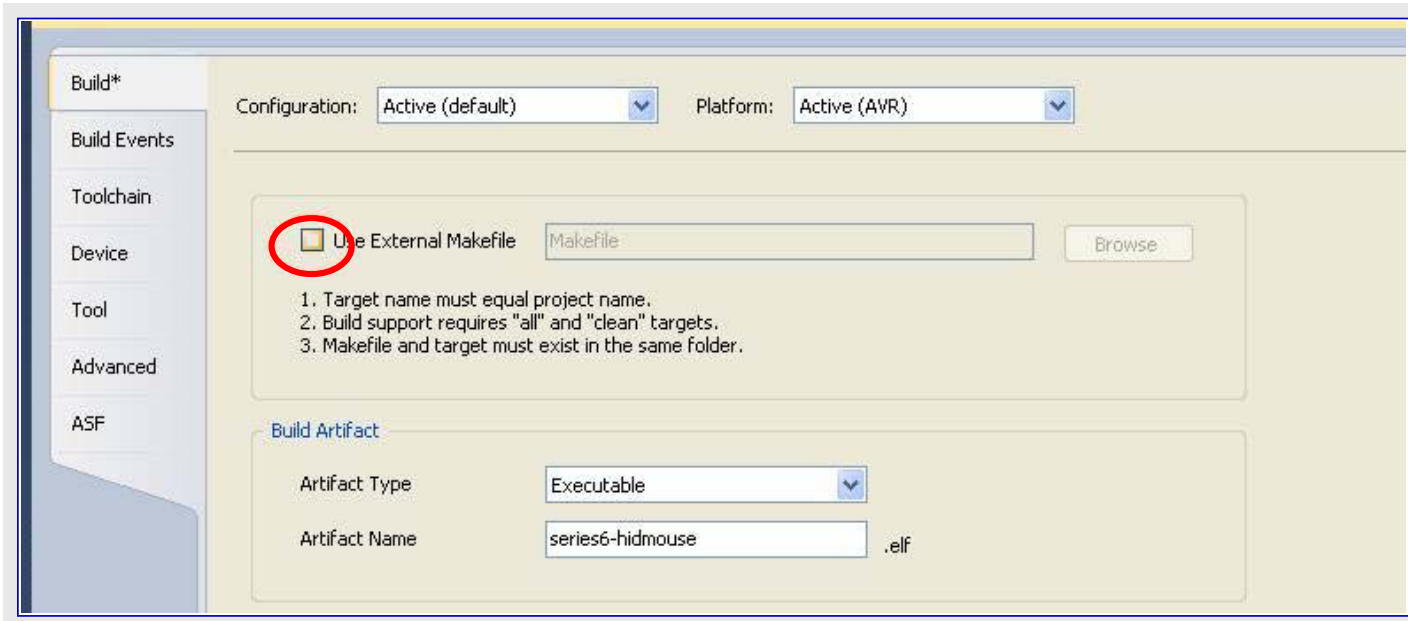 Build*
Build Events
Toolchain
Device
Tool
Advanced
ASF
Configuration: Active (default) Platform: Active (AVR)
Use External Makefile Makefile Browse
1. Target name must equal project name.
2. Build support requires "all" and "clean" targets.
3. Makefile and target must exist in the same folder.
Build Artifact
Artifact Type Executable
Artifact Name series6-hidmouse .elf